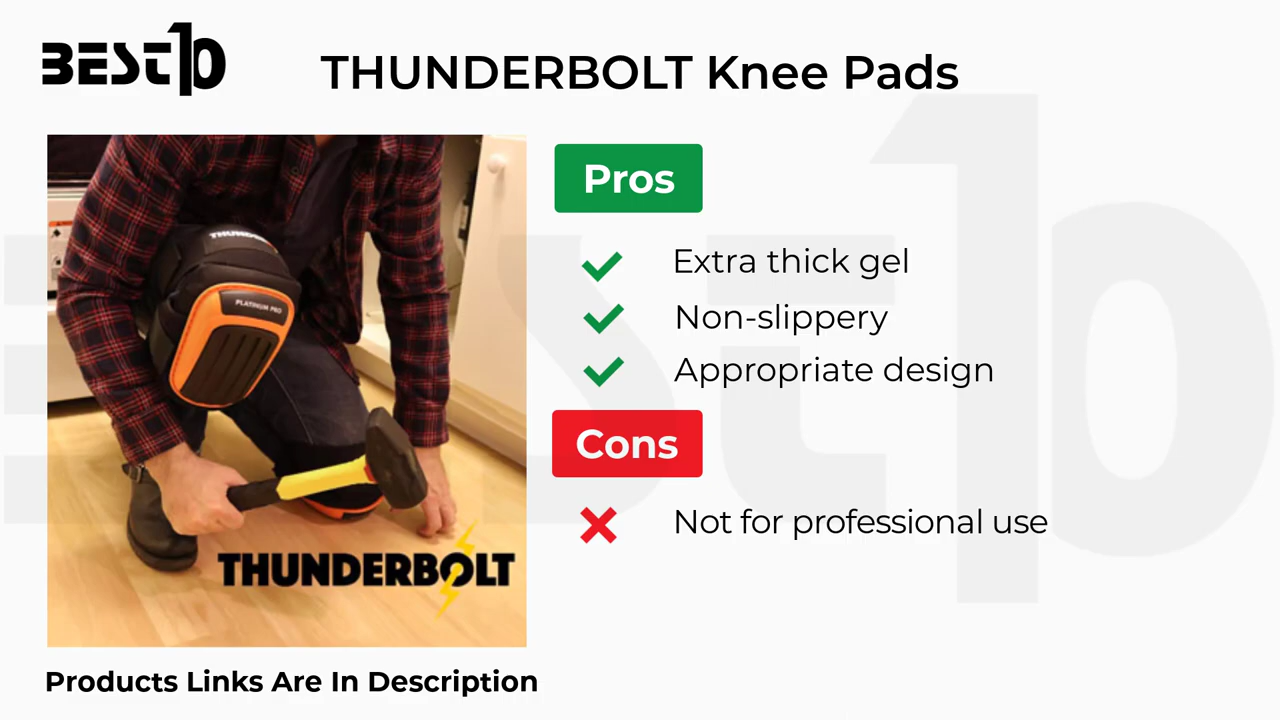 BEST10
THUNDERBOLT Knee Pads
THUNDERBOLT
PLATINUM PRO
THUNDERBOLT
Pros
Extra thick gel
Non-slippery
Appropriate design
Cons
Not for professional use
Products Links Are In Description